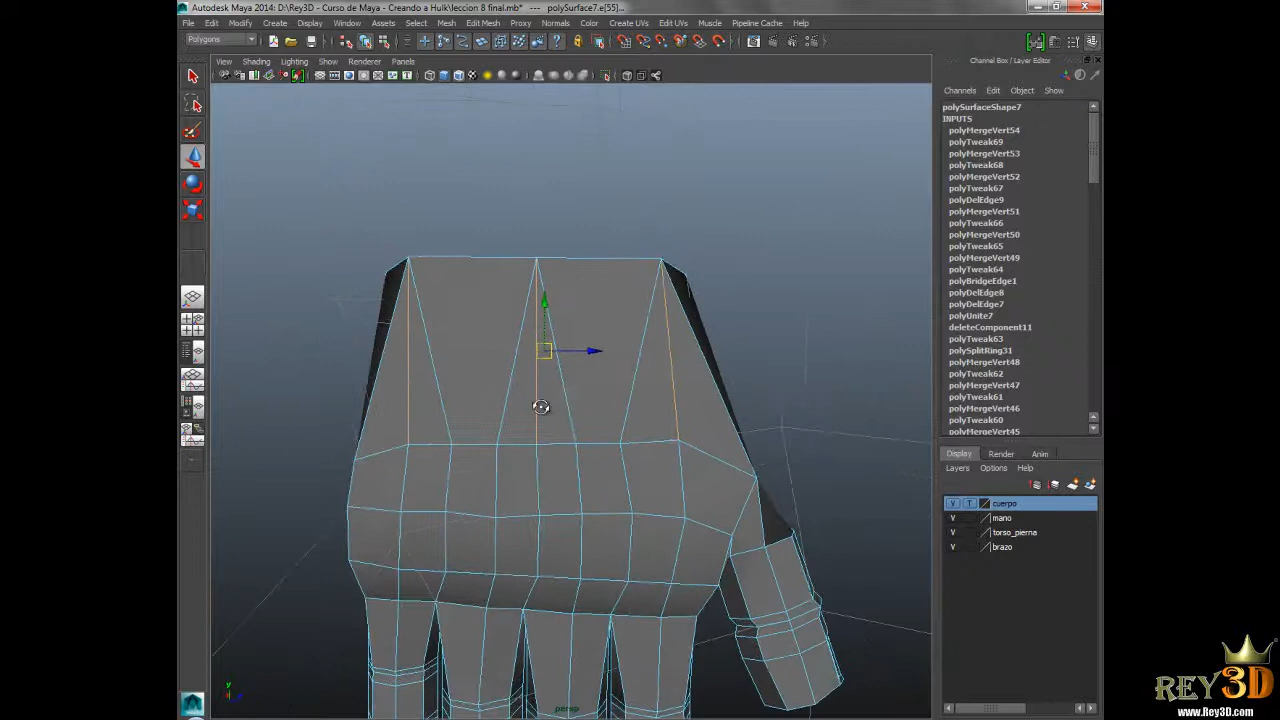 Autodesk Maya 2014: D:\Rey3D - Curso de Maya - Creando a Hulk\leccion 8 final.mb* --- polySurface7.e[55]...
File Edit Modify Create Display Window Assets Select Mesh Edit Mesh Proxy Normals Color Create UVs Edit UVs Muscle Pipeline Cache Help
Polygons
View Shading Lighting Show Renderer Panels
Channel Box / Layer Editor
Channels Edit Object Show
polySurfaceShape7
INPUTS
polyMergeVert54
polyTweak69
polyMergeVert53
polyTweak68
polyMergeVert52
polyTweak67
polyDelEdge9
polyMergeVert51
polyTweak66
polyMergeVert50
polyTweak65
polyMergeVert49
polyTweak64
polyBridgeEdge1
polyDelEdge8
polyDelEdge7
polyUnite7
deleteComponent11
polyTweak63
polySplitRing31
polyMergeVert48
polyTweak62
polyMergeVert47
polyTweak61
polyMergeVert46
polyTweak60
polyMergeVert45
Display Render Anim
Layers Options Help
V T cuerpo
V mano
V torso_pierna
V brazo
y
persp
REY3D
www.Rey3D.com